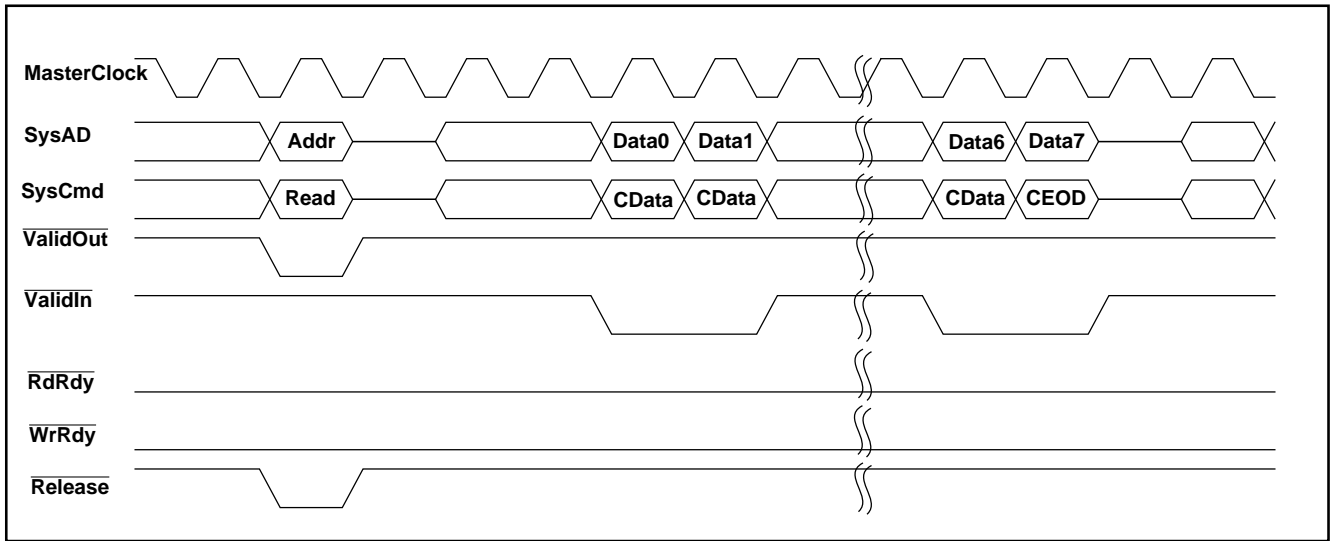 MasterClock
SysAD Addr Data0 Data1 Data6 Data7
SysCmd Read CData CData CData CEOD
ValidOut
ValidIn
RdRdy
WrRdy
Release